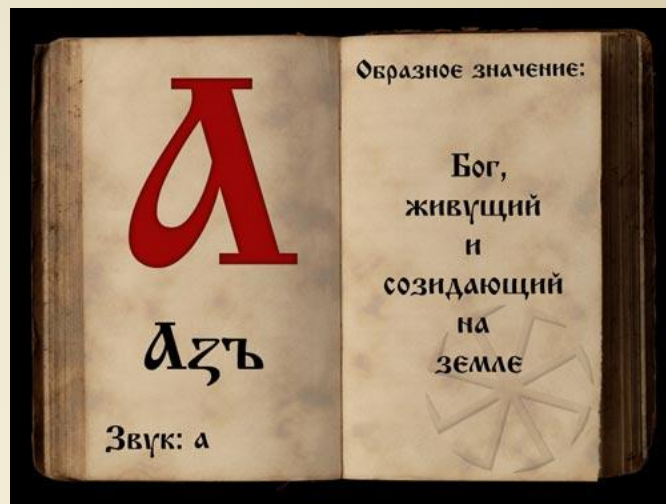 А
Азъ
Звук: а
Образное значение:
Бог,
живущий
и
созидающий
на
земле